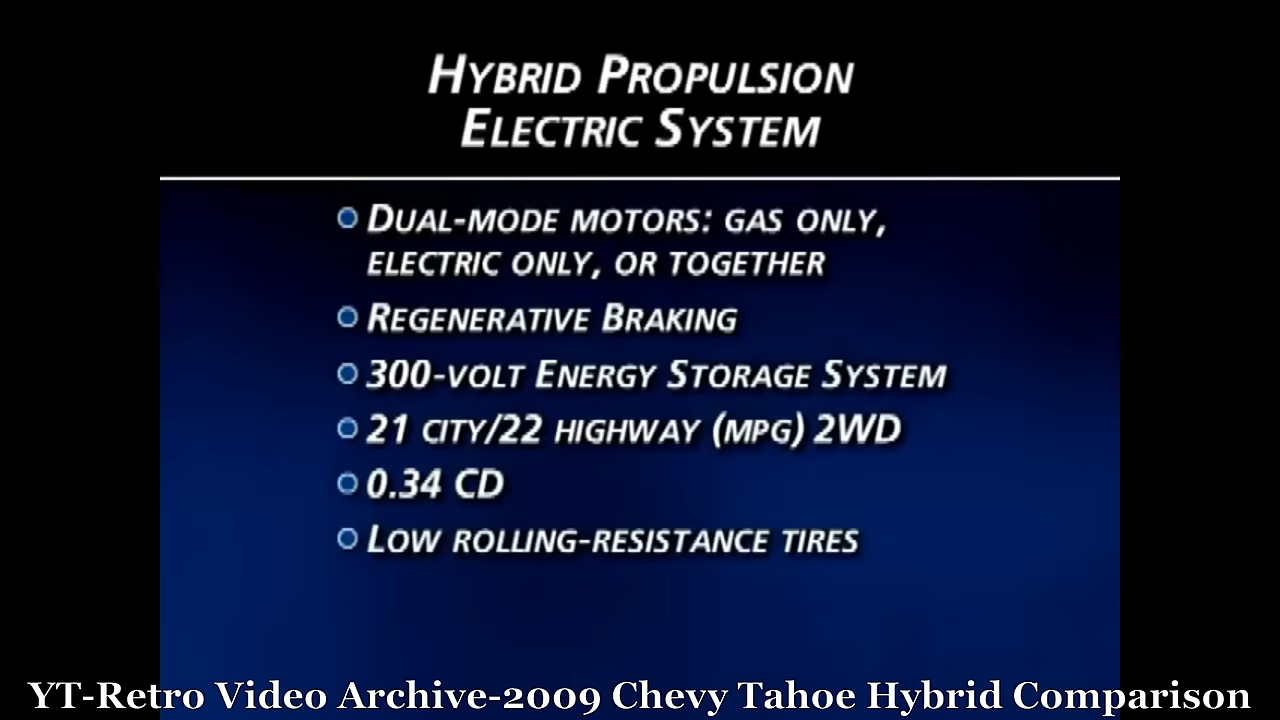 HYBRID PROPULSION
ELECTRIC SYSTEM
DUAL-MODE MOTORS: GAS ONLY,
ELECTRIC ONLY, OR TOGETHER
REGENERATIVE BRAKING
300-VOLT ENERGY STORAGE SYSTEM
21 CITY/22 HIGHWAY (MPG) 2WD
0.34 CD
LOW ROLLING-RESISTANCE TIRES
YT-Retro Video Archive-2009 Chevy Tahoe Hybrid Comparison